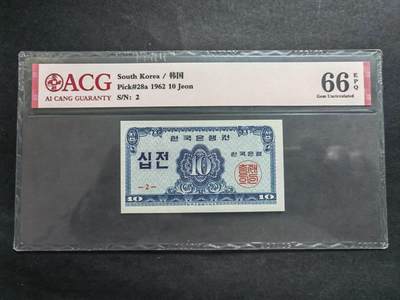 ACG
AI CANG GUARANTY
South Korea / 韩国
Pick#28a 1962 10 Jeon
S/N: 2
66 EPQ
Gem Uncirculated
한국은행권
십전
10
한국은행
-2-
10
10